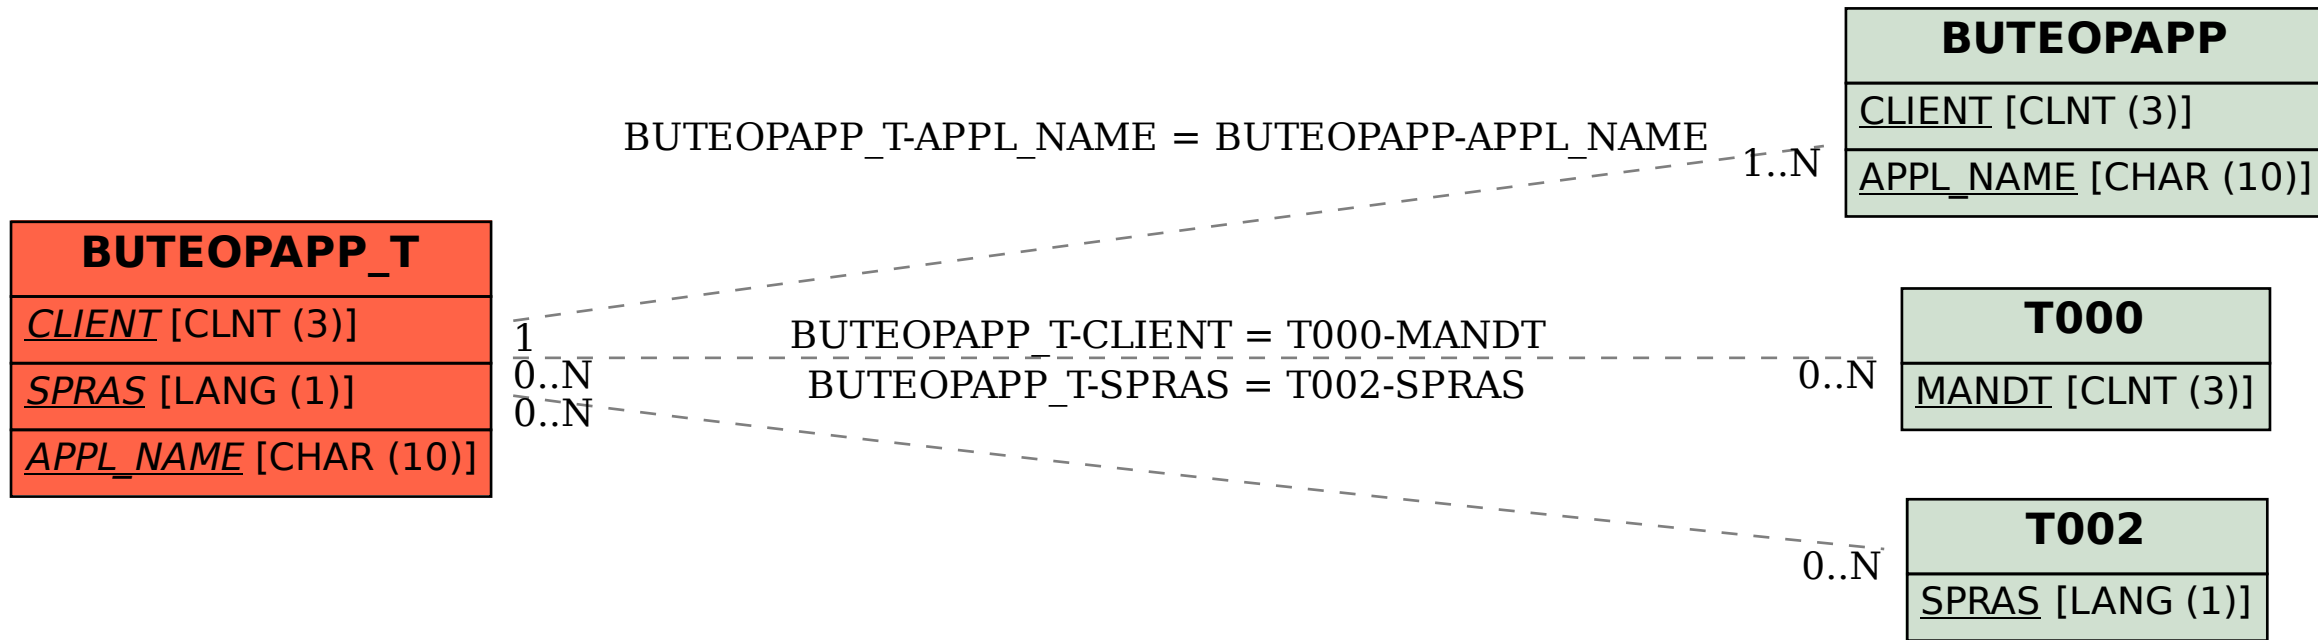 BUTEOPAPP_T
CLIENT [CLNT (3)]
SPRAS [LANG (1)]
APPL_NAME [CHAR (10)]
BUTEOPAPP_T-APPL_NAME = BUTEOPAPP-APPL_NAME
1
1..N
BUTEOPAPP_T-CLIENT = T000-MANDT
0..N
0..N
BUTEOPAPP_T-SPRAS = T002-SPRAS
0..N
0..N
BUTEOPAPP
CLIENT [CLNT (3)]
APPL_NAME [CHAR (10)]
T000
MANDT [CLNT (3)]
T002
SPRAS [LANG (1)]